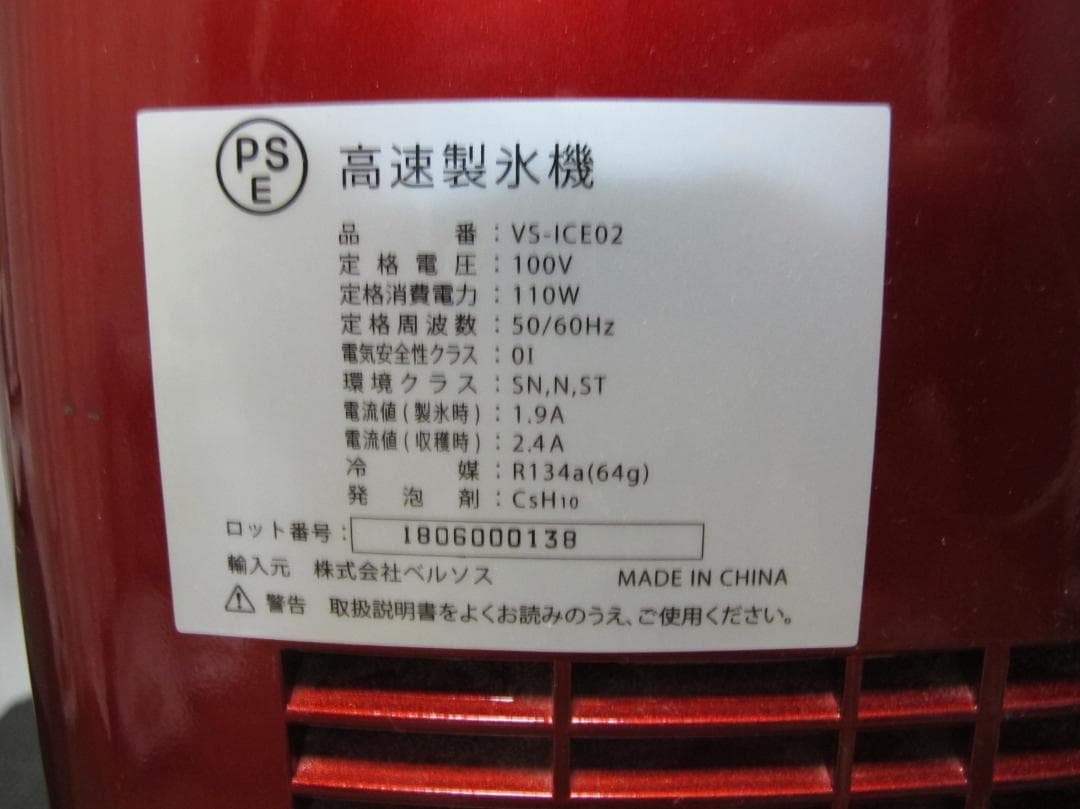 PSE
高速製氷機
品番：VS-ICE02
定格電圧：100V
定格消費電力：110W
定格周波数：50/60Hz
電気安全性クラス：0I
環境クラス：SN,N,ST
電流値(製氷時)：1.9A
電流値(収穫時)：2.4A
冷媒：R134a(64g)
発泡剤：C5H10
ロット番号：1806000138
輸入元 株式会社ベルソス MADE IN CHINA
⚠ 警告 取扱説明書をよくお読みのうえ、ご使用ください。